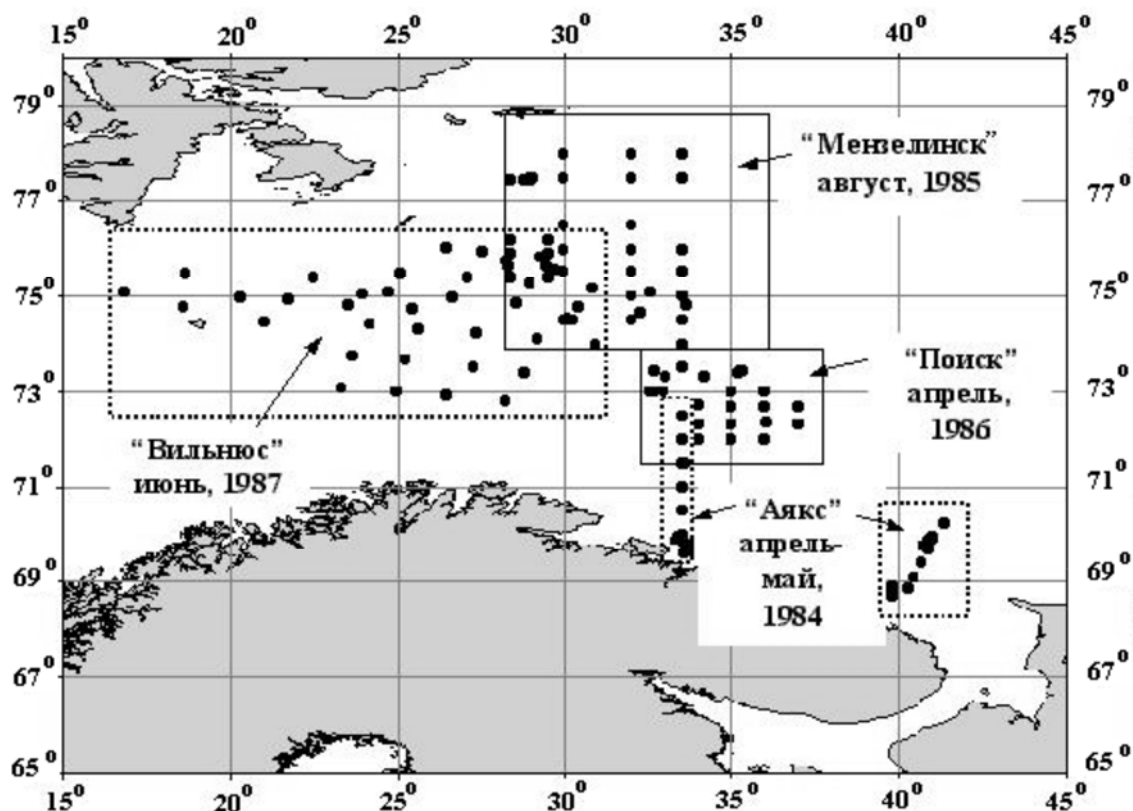 15⁰ 20⁰ 25⁰ 30⁰ 35⁰ 40⁰ 45⁰
79⁰ 79⁰
“Мензелинск”
август, 1985
77⁰ 77⁰
75⁰ 75⁰
“Поиск”
апрель,
1986
73⁰ 73⁰
“Вильнюс”
июнь, 1987
71⁰ 71⁰
“Аякс”
апрель-
май,
1984
69⁰ 69⁰
67⁰ 67⁰
65⁰ 65⁰
15⁰ 20⁰ 25⁰ 30⁰ 35⁰ 40⁰ 45⁰